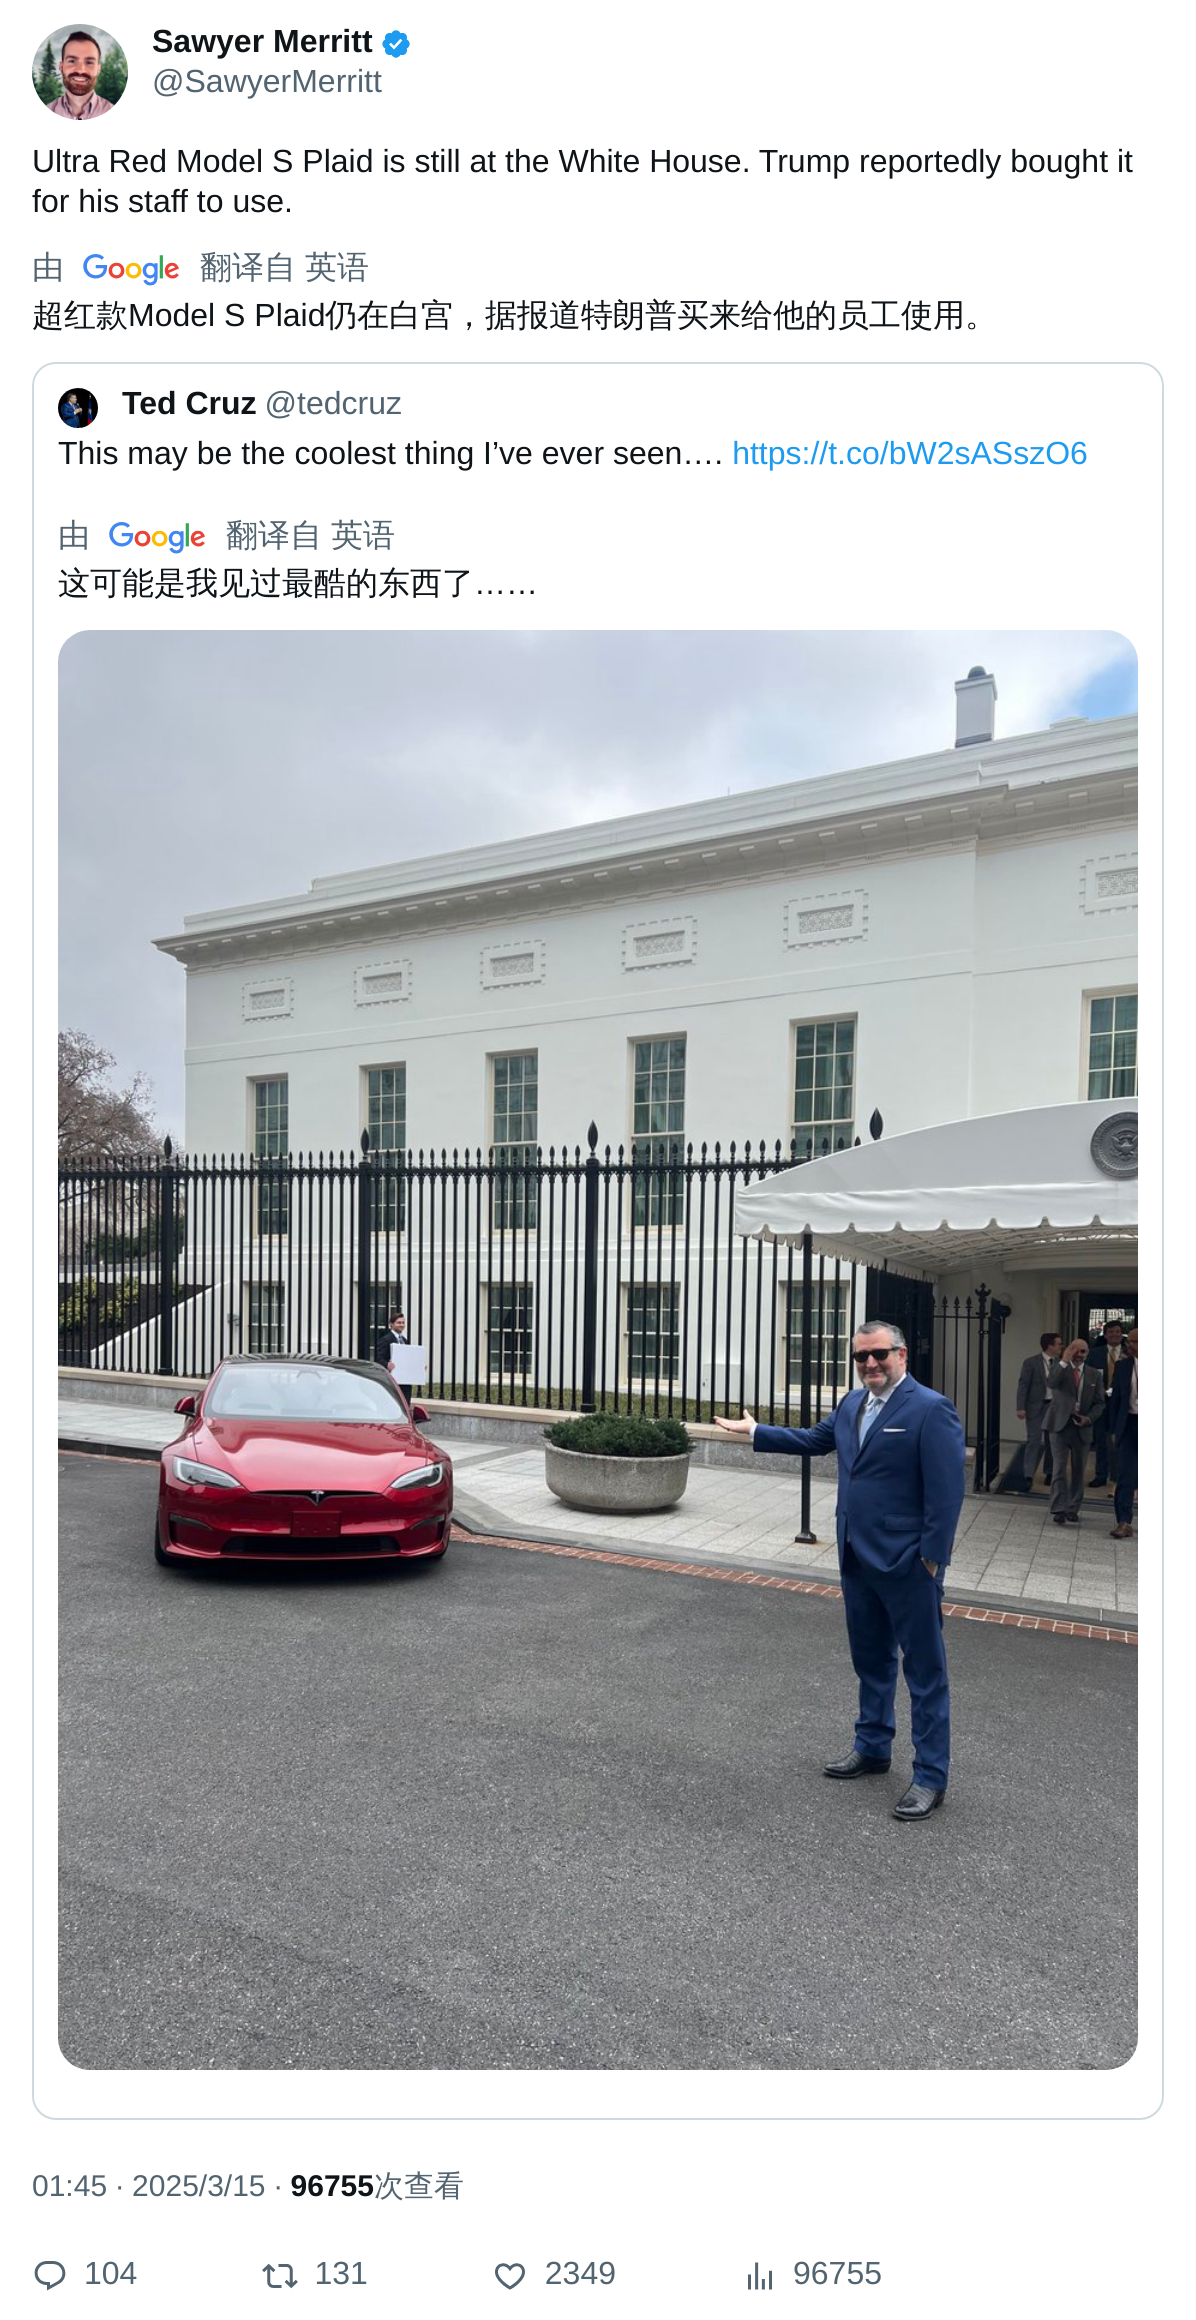 Sawyer Merritt
@SawyerMerritt
Ultra Red Model S Plaid is still at the White House. Trump reportedly bought it
for his staff to use.
由 Google 翻译自 英语
超红款Model S Plaid仍在白宫，据报道特朗普买来给他的员工使用。
Ted Cruz @tedcruz
This may be the coolest thing I’ve ever seen…. https://t.co/bW2sASszO6
由 Google 翻译自 英语
这可能是我见过最酷的东西了……
01:45 · 2025/3/15 · 96755次查看
104 131 2349 96755